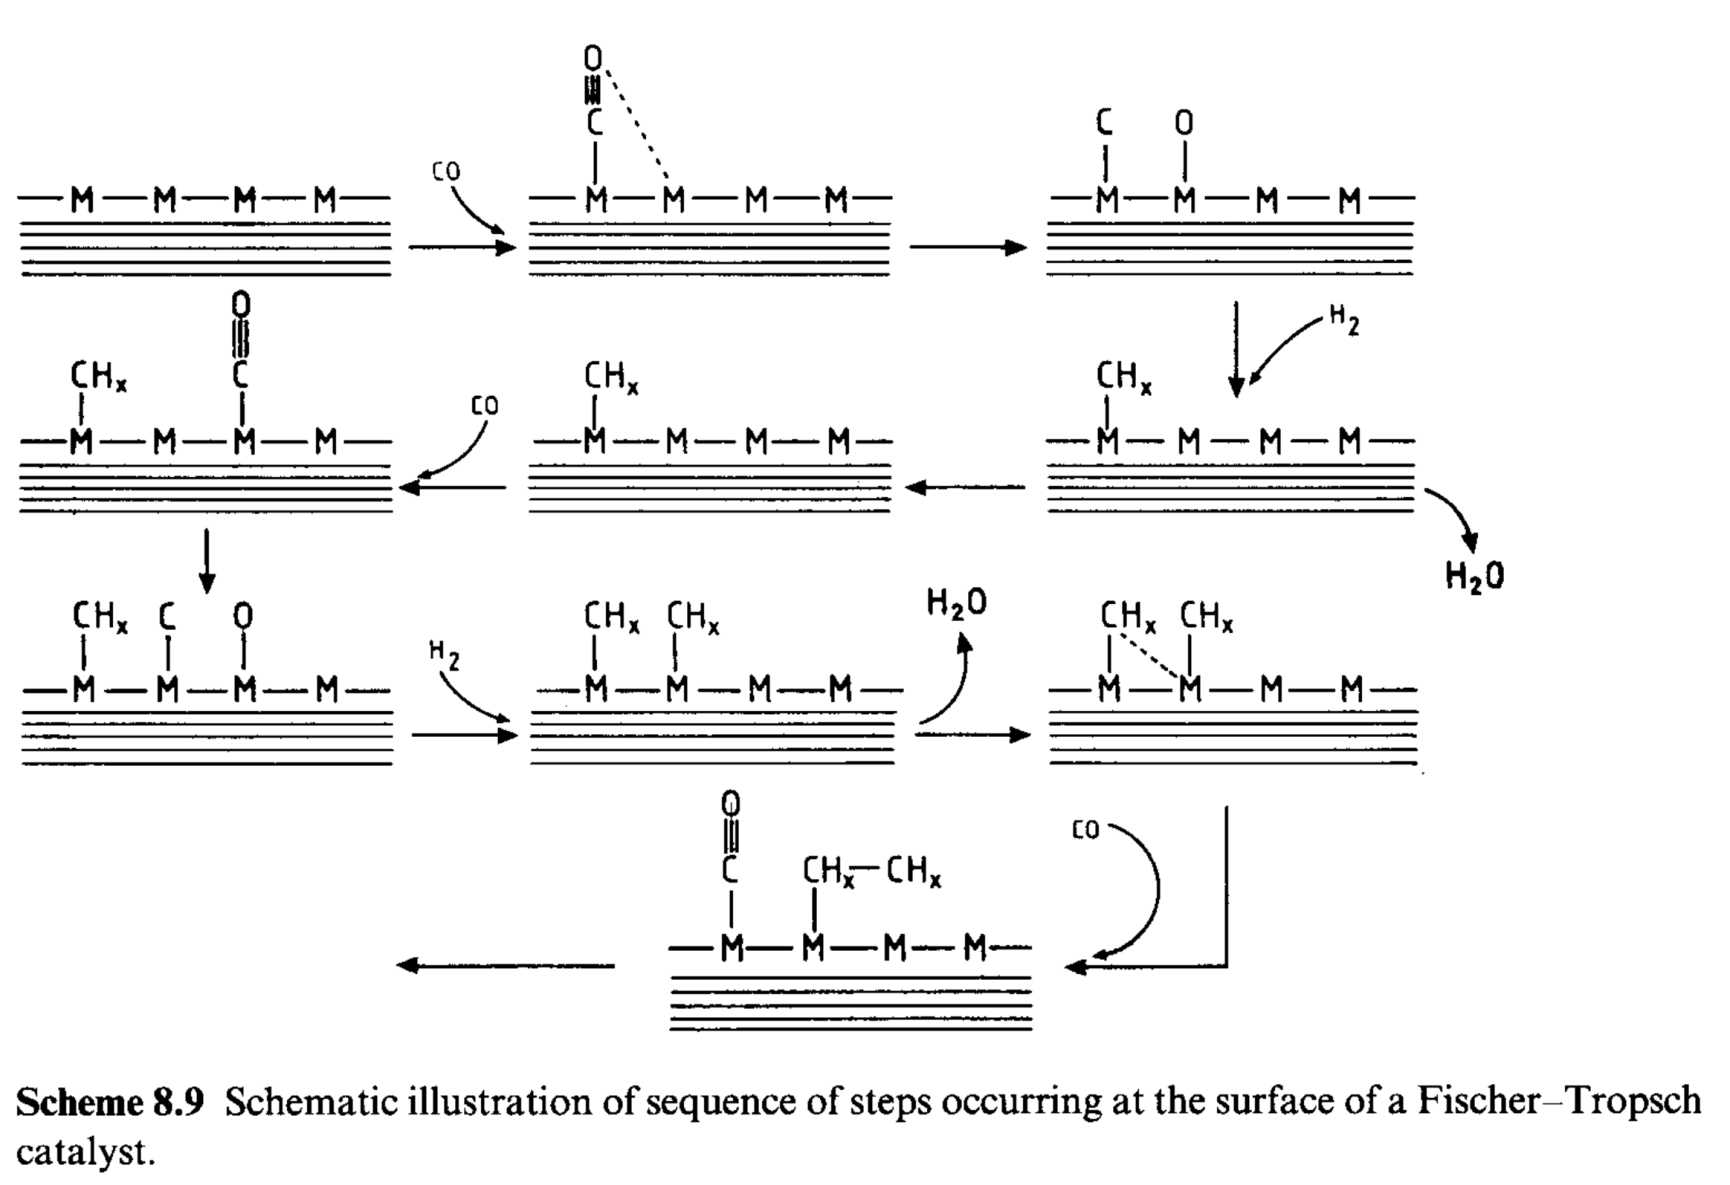 O
C
C O
CO
M M M M
M M M M
M M M M
O
C
H2
CHx
CHx
CHx
CO
M M M M
M M M M
M M M M
H2O
CHx C O
CHx CHx
H2O
CHx CHx
H2
M M M M
M M M M
M M M M
O
C
CHx—CHx
CO
M M M M
Scheme 8.9 Schematic illustration of sequence of steps occurring at the surface of a Fischer–Tropsch
catalyst.